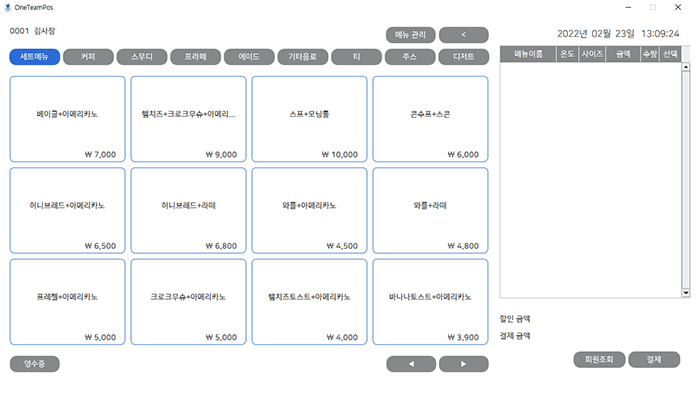 OneTeamPos
0001 김사장
메뉴 관리 <
2022년 02월 23일 13:09:24
세트메뉴 커피 스무디 프라페 에이드 기타음료 티 주스 디저트
메뉴이름 온도 사이즈 금액 수량 선택
베이글+아메리카노 햄치즈+크로크무슈+아메리... 스프+모닝롤 콘수프+스콘
₩ 7,000 ₩ 9,000 ₩ 10,000 ₩ 6,000
허니브레드+아메리카노 허니브레드+라떼 와플+아메리카노 와플+라떼
₩ 6,500 ₩ 6,800 ₩ 4,500 ₩ 4,800
프레첼+아메리카노 크로크무슈+아메리카노 햄치즈토스트+아메리카노 바나나토스트+아메리카노
₩ 5,000 ₩ 5,000 ₩ 4,000 ₩ 3,900
할인 금액
결제 금액
영수증 ◀ ▶ 회원조회 결제